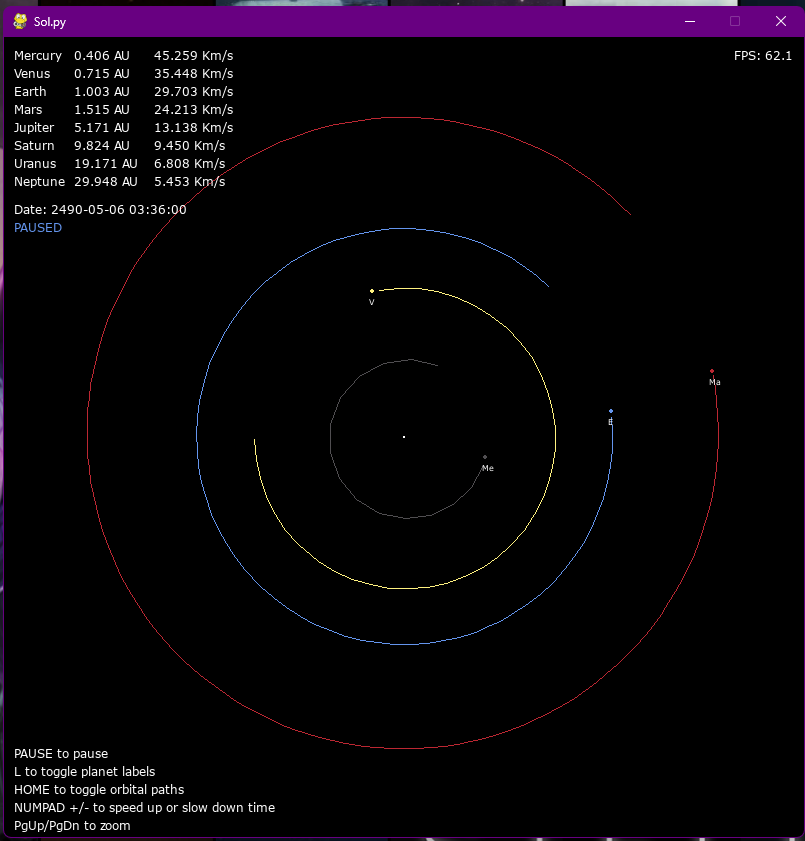 Sol.py
Mercury 0.406 AU 45.259 Km/s
FPS: 62.1
Venus 0.715 AU 35.448 Km/s
Earth 1.003 AU 29.703 Km/s
Mars 1.515 AU 24.213 Km/s
Jupiter 5.171 AU 13.138 Km/s
Saturn 9.824 AU 9.450 Km/s
Uranus 19.171 AU 6.808 Km/s
Neptune 29.948 AU 5.453 Km/s
Date: 2490-05-06 03:36:00
PAUSED
V
Ma
E
Me
PAUSE to pause
L to toggle planet labels
HOME to toggle orbital paths
NUMPAD +/- to speed up or slow down time
PgUp/PgDn to zoom